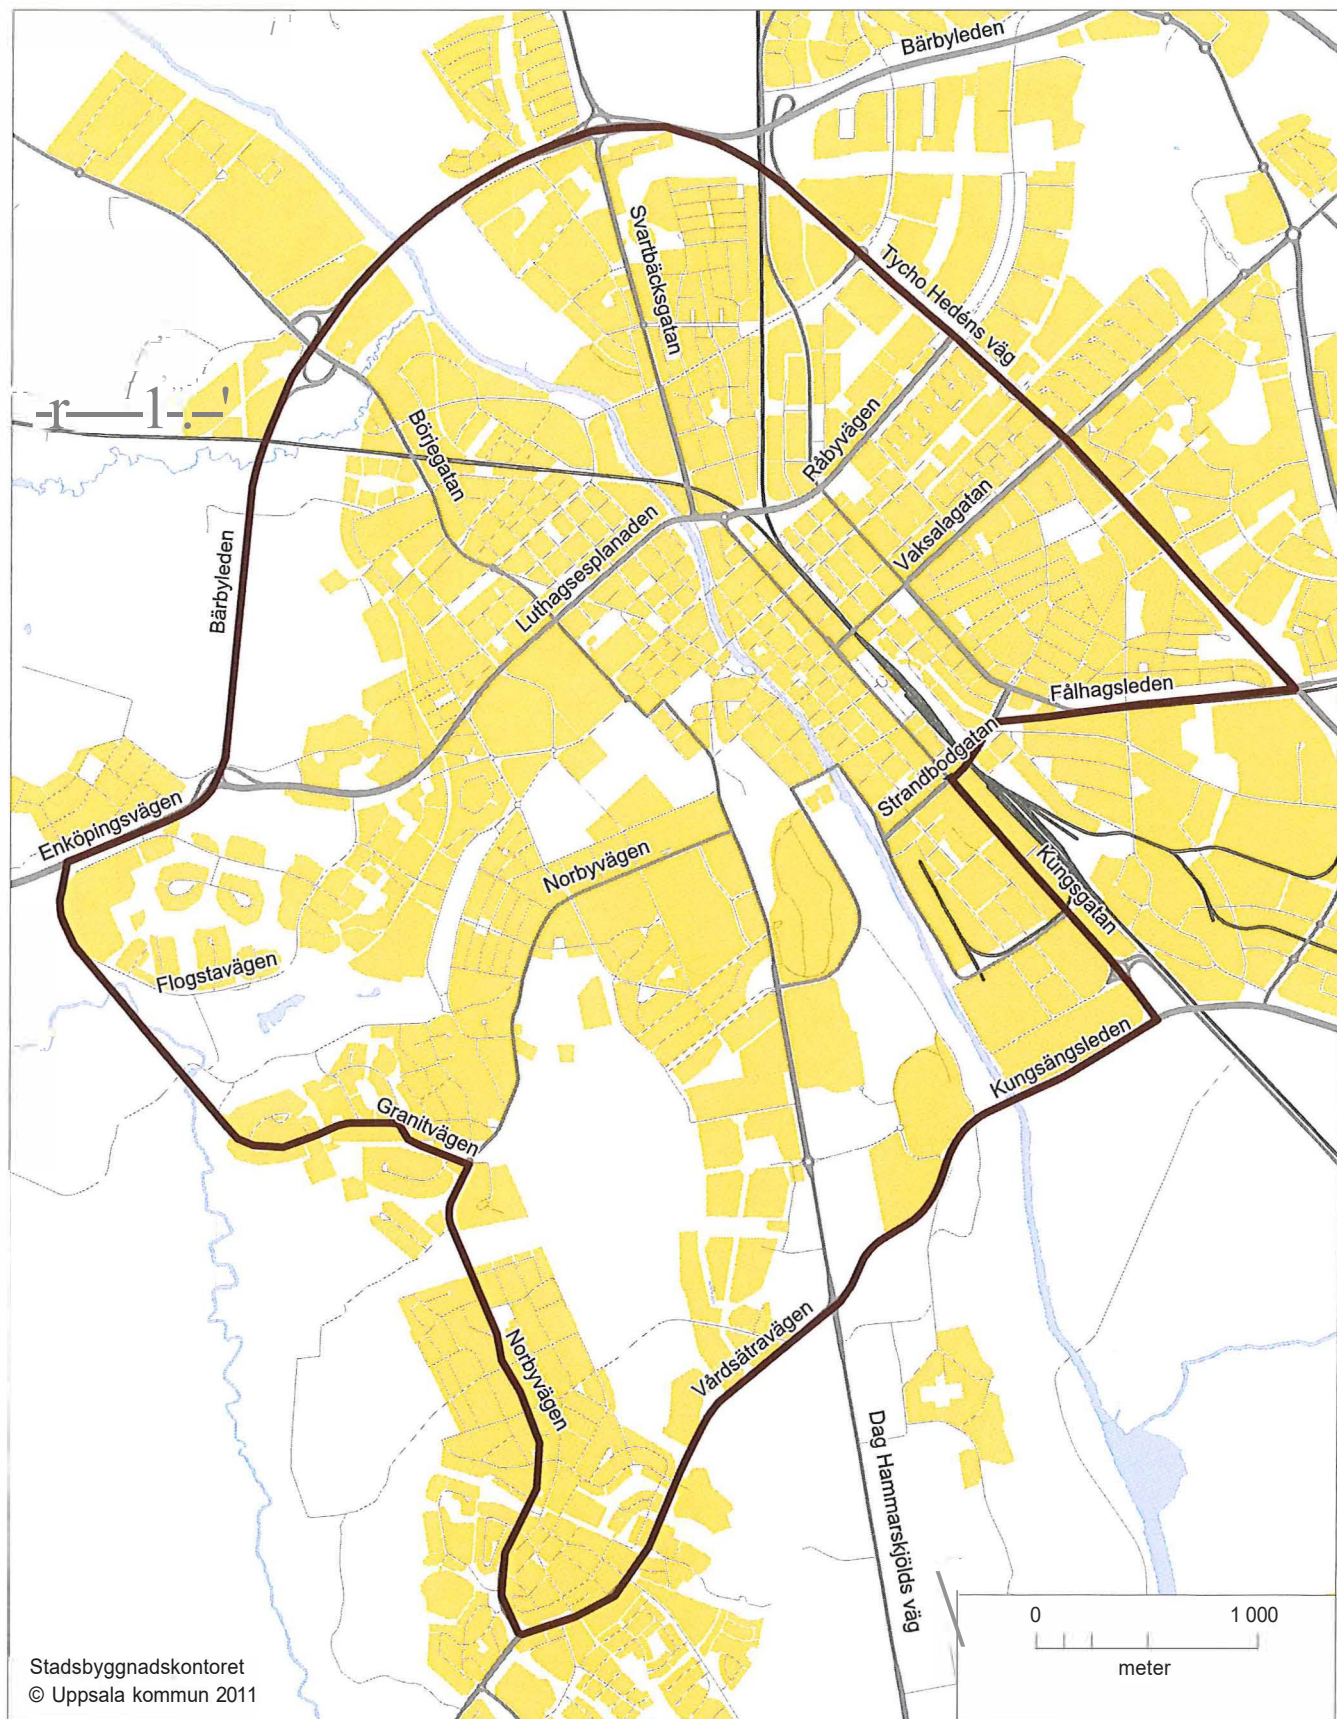 Bärbyleden
Svartbäcksgatan
Tycho Hedéns väg
Börjegatan
Råbyvägen
Vaksalagatan
Luthagsesplanaden
Bärbyleden
Fålhagsleden
Strandbodgatan
Enköpingsvägen
Norbyvägen
Kungsgatan
Flogstavägen
Kungsängsleden
Granitvägen
Norbyvägen
Vårdsätravägen
Dag Hammarskjölds väg
0 1 000
meter
Stadsbyggnadskontoret
© Uppsala kommun 2011